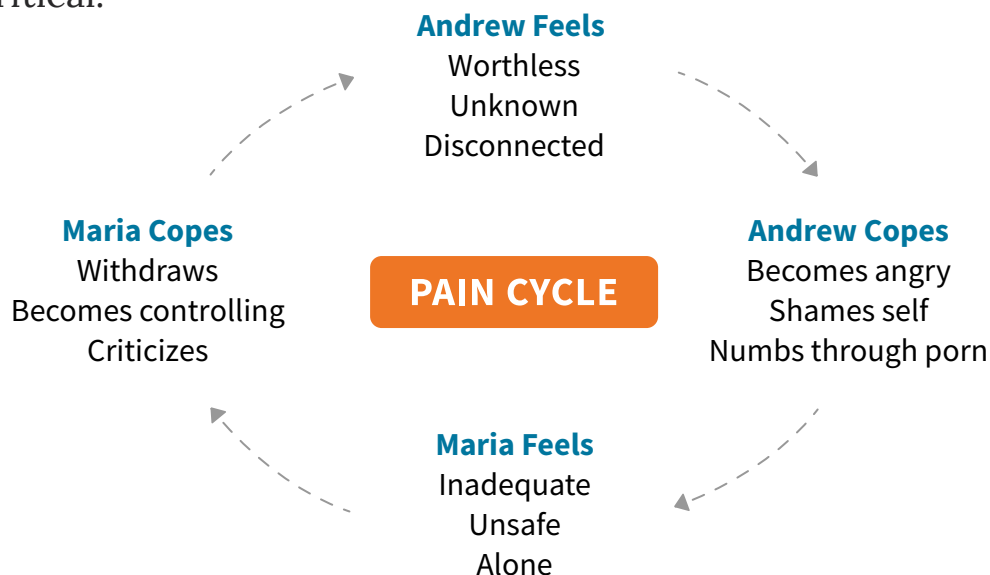 Andrew Feels
Worthless
Unknown
Disconnected
Andrew Copes
Becomes angry
Shames self
Numbs through porn
Maria Feels
Inadequate
Unsafe
Alone
Maria Copes
Withdraws
Becomes controlling
Criticizes
PAIN CYCLE